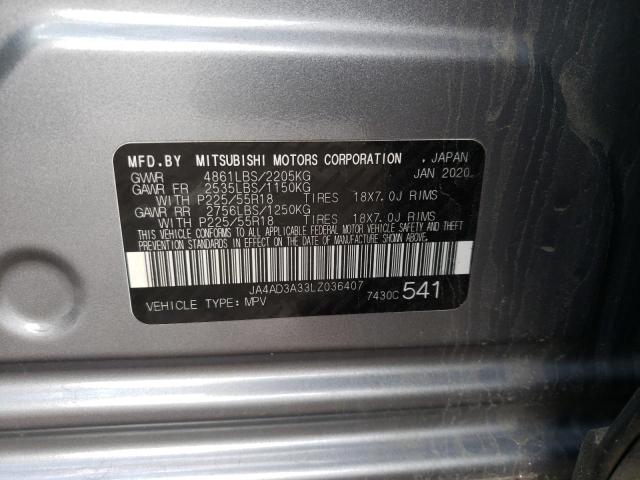 MFD.BY MITSUBISHI MOTORS CORPORATION , JAPAN
GVWR 4861LBS/2205KG JAN 2020
GAWR FR 2535LBS/1150KG
WITH P225/55R18 TIRES 18X7.0J RIMS
GAWR RR 2756LBS/1250KG
WITH P225/55R18 TIRES 18X7.0J RIMS
THIS VEHICLE CONFORMS TO ALL APPLICABLE FEDERAL MOTOR VEHICLE SAFETY, BUMPER, AND THEFT
PREVENTION STANDARDS IN EFFECT ON THE DATE OF MANUFACTURE SHOWN ABOVE.
JA4AD3A33LZ036407
VEHICLE TYPE: MPV 7430C 541